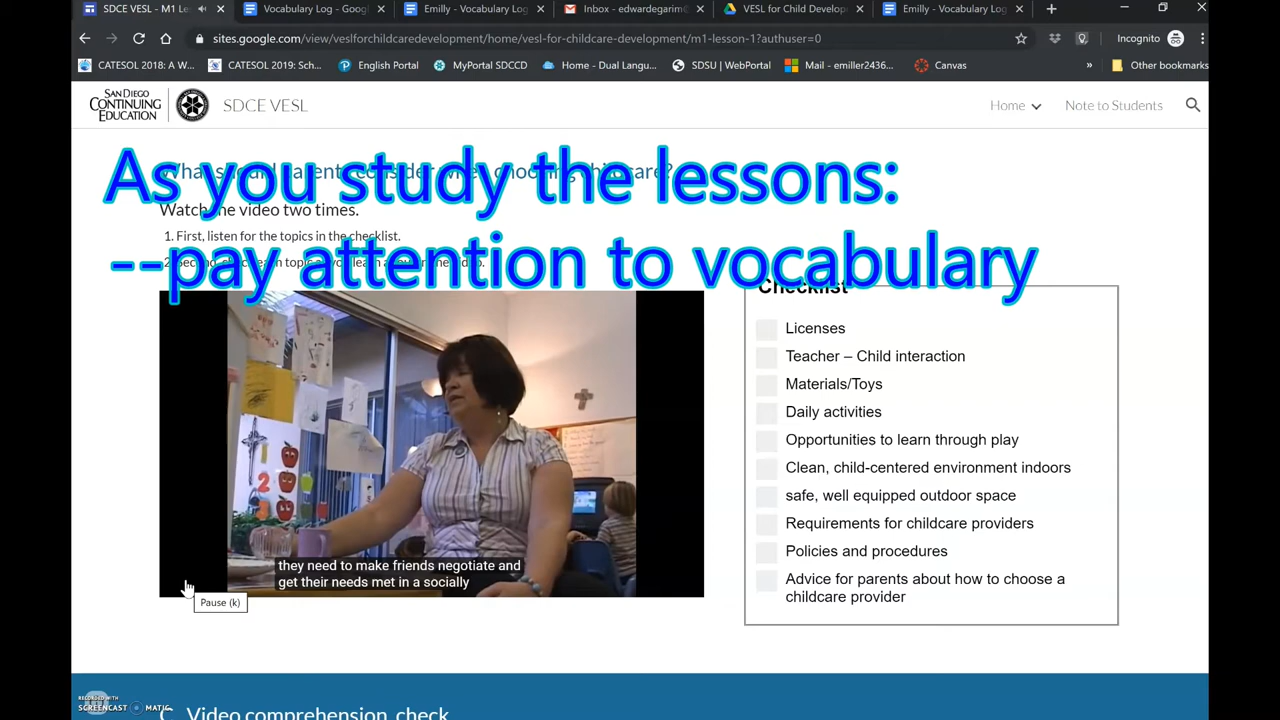 SDCE VESL - M1 L
Vocabulary Log - Googl
Emilly - Vocabulary Log
Inbox - edwardegarim
VESL for Child Develop
Emilly - Vocabulary Log
sites.google.com/view/veslforchildcaredevelopment/home/vesl-for-childcare-development/m1-lesson-1?authuser=0
Incognito
CATESOL 2018: A W...
CATESOL 2019: Sch...
English Portal
MyPortal SDCCD
Home - Dual Langu...
SDSU | WebPortal
Mail - emiller2436...
Canvas
»
Other bookmarks
SAN DIEGO
CONTINUING
EDUCATION
SDCE VESL
Home
Note to Students
As you study the lessons:
Watch the video two times.
1. First, listen for the topics in the checklist.
--pay attention to vocabulary
Checklist
Licenses
Teacher – Child interaction
Materials/Toys
Daily activities
Opportunities to learn through play
Clean, child-centered environment indoors
safe, well equipped outdoor space
Requirements for childcare providers
Policies and procedures
Advice for parents about how to choose a
childcare provider
they need to make friends negotiate and
get their needs met in a socially
Pause (k)
RECORDED WITH
SCREENCAST MATIC
C. Video comprehension check